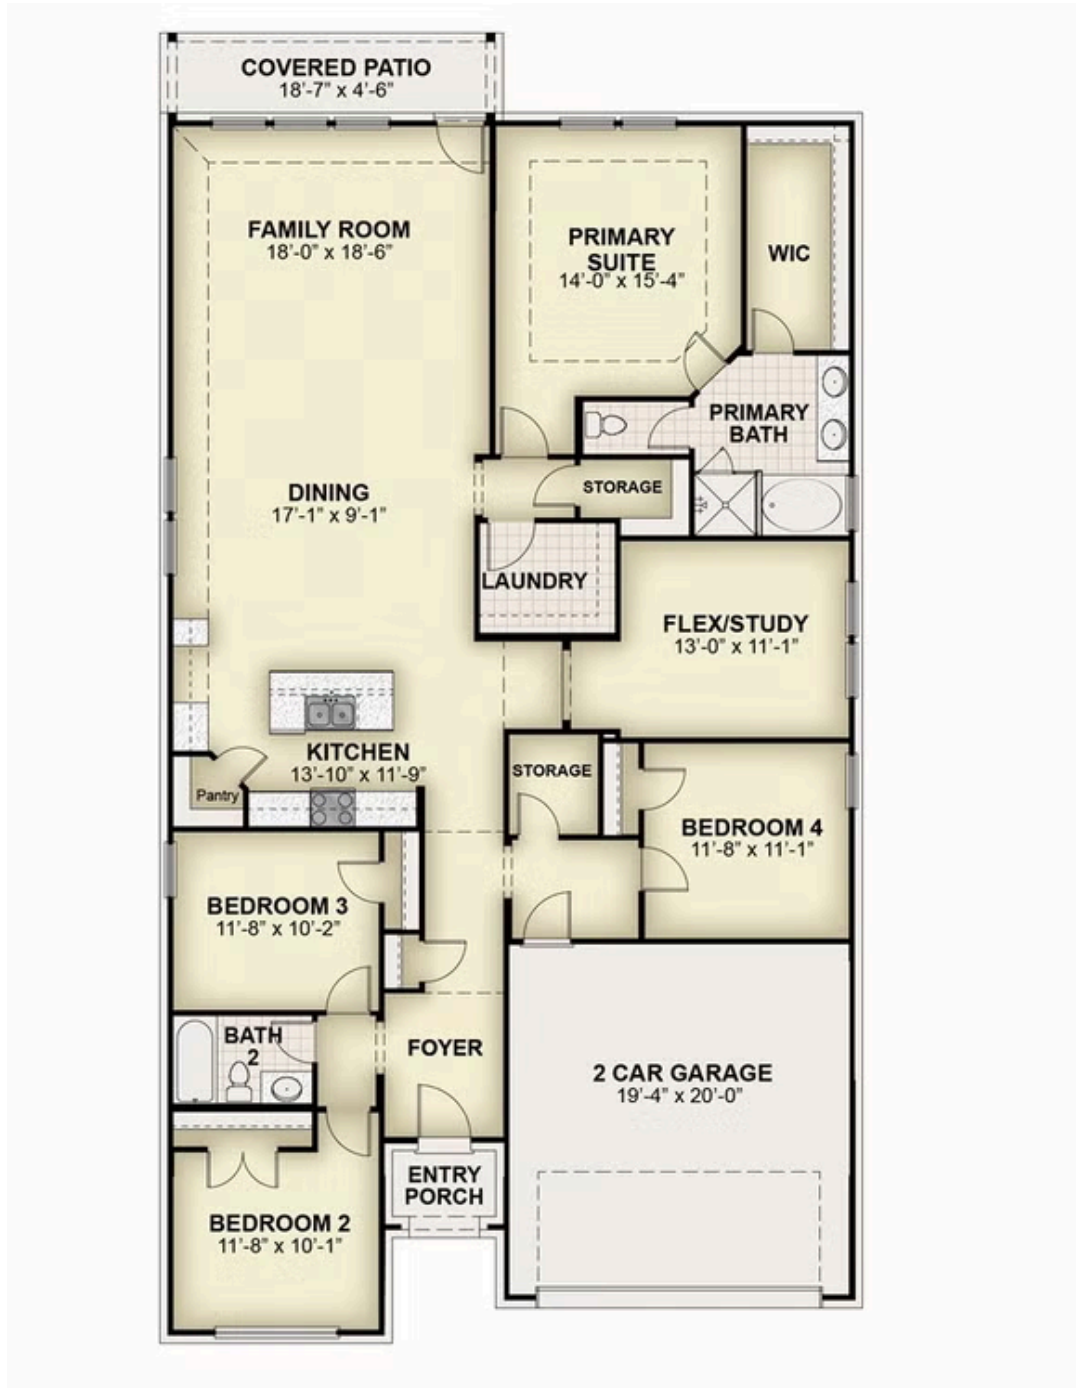 COVERED PATIO
18'-7" x 4'-6"
FAMILY ROOM
18'-0" x 18'-6"
PRIMARY
SUITE
14'-0" x 15'-4"
WIC
PRIMARY
BATH
STORAGE
DINING
17'-1" x 9'-1"
LAUNDRY
FLEX/STUDY
13'-0" x 11'-1"
KITCHEN
13'-10" x 11'-9"
Pantry
STORAGE
BEDROOM 4
11'-8" x 11'-1"
BEDROOM 3
11'-8" x 10'-2"
BATH
2
FOYER
2 CAR GARAGE
19'-4" x 20'-0"
ENTRY
PORCH
BEDROOM 2
11'-8" x 10'-1"